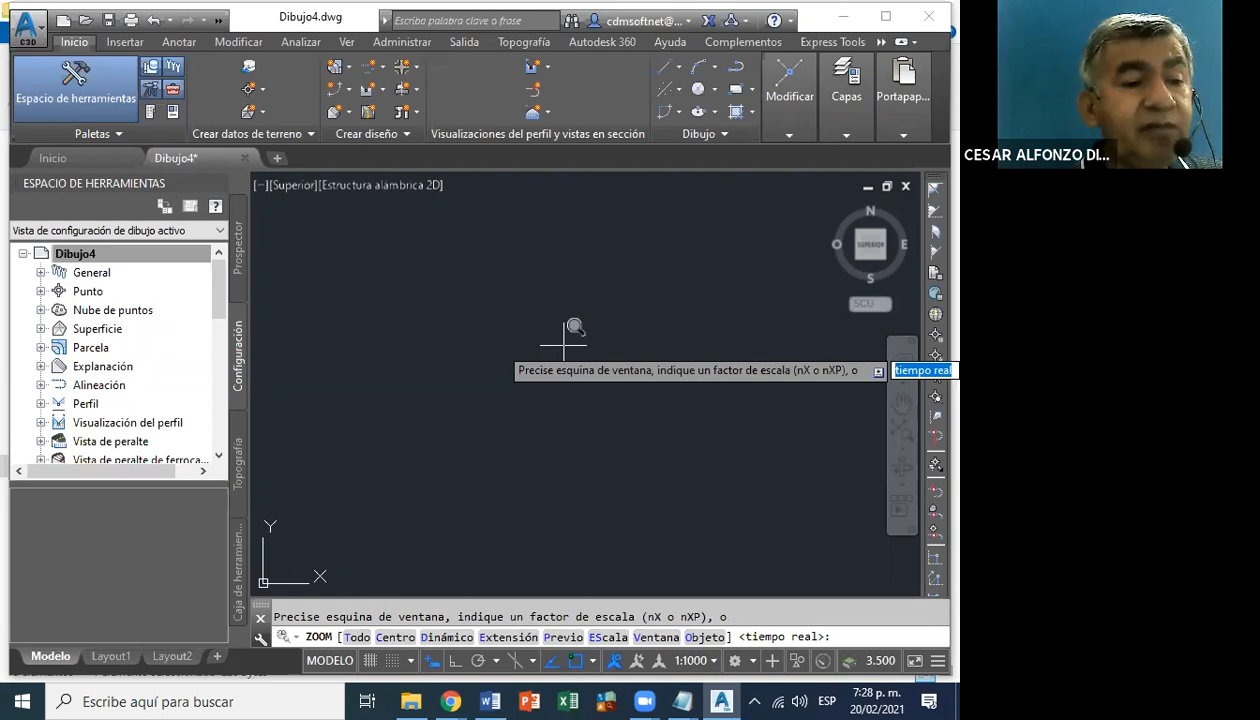 Dibujo4.dwg
Escribe palabra clave o frase
cdmsoftnet@...
C3D
Inicio Insertar Anotar Modificar Analizar Ver Administrar Salida Topografía Autodesk 360 Ayuda Complementos Express Tools
Espacio de herramientas
Modificar
Capas
Portapap...
Paletas
Crear datos de terreno
Crear diseño
Visualizaciones del perfil y vistas en sección
Dibujo
Inicio
Dibujo4*
ESPACIO DE HERRAMIENTAS
Vista de configuración de dibujo activo
Dibujo4
General
Punto
Nube de puntos
Superficie
Parcela
Explanación
Alineación
Perfil
Visualización del perfil
Vista de peralte
Vista de peralte de ferroca...
Prospector
Configuración
Topografía
Caja de herramien...
[−][Superior][Estructura alámbrica 2D]
N
O
SUPERIOR
E
S
SCU
Precise esquina de ventana, indique un factor de escala (nX o nXP), o
tiempo real
Y
X
Precise esquina de ventana, indique un factor de escala (nX o nXP), o
ZOOM [Todo Centro Dinámico Extensión Previo EScala Ventana Objeto] <tiempo real>:
Modelo
Layout1
Layout2
MODELO
1:1000
3.500
Escribe aquí para buscar
ESP
7:28 p. m.
20/02/2021
CESAR ALFONZO DI...